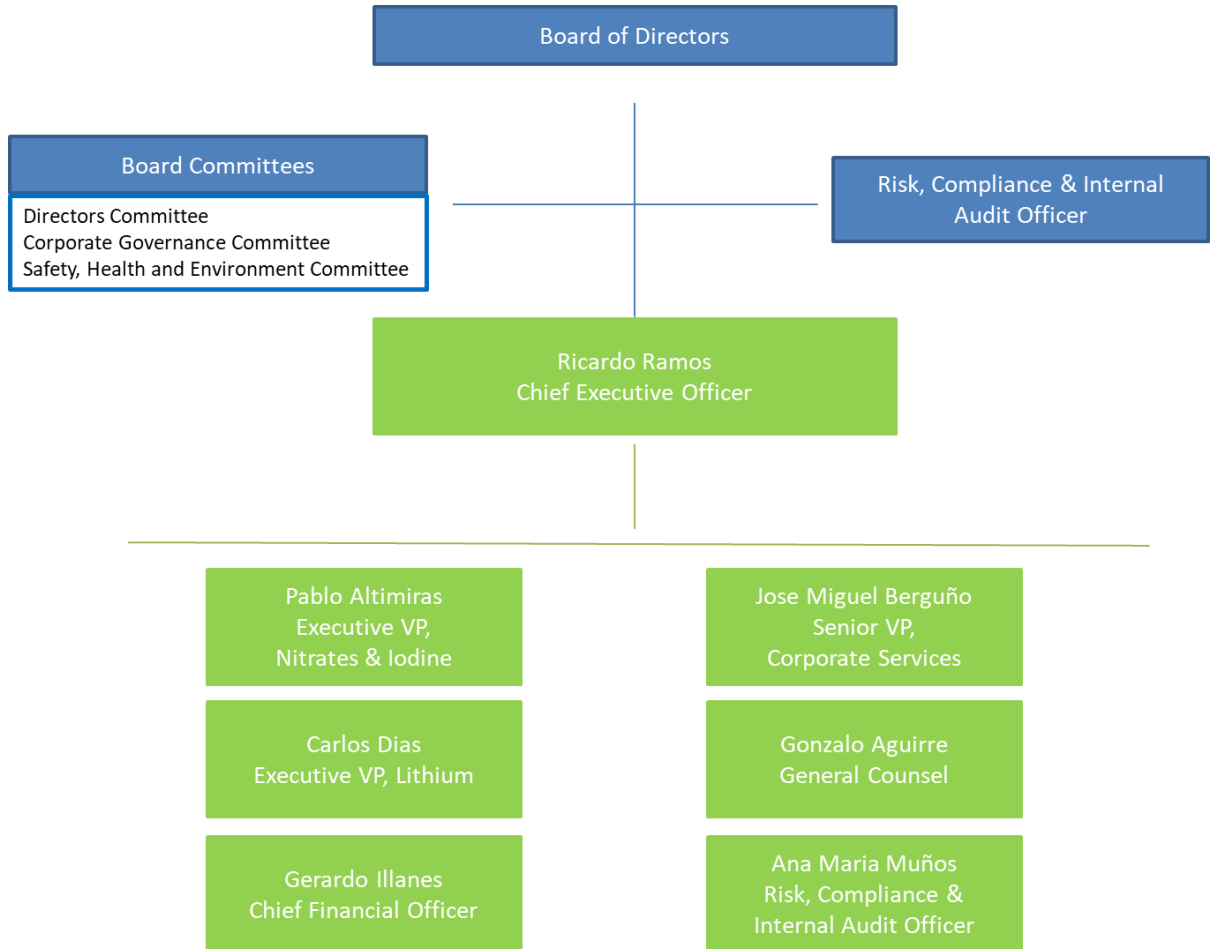 Board of Directors
Board Committees
Directors Committee
Corporate Governance Committee
Safety, Health and Environment Committee
Risk, Compliance & Internal
Audit Officer
Ricardo Ramos
Chief Executive Officer
Pablo Altimiras
Executive VP,
Nitrates & Iodine
Jose Miguel Berguño
Senior VP,
Corporate Services
Carlos Dias
Executive VP, Lithium
Gonzalo Aguirre
General Counsel
Gerardo Illanes
Chief Financial Officer
Ana Maria Muños
Risk, Compliance &
Internal Audit Officer